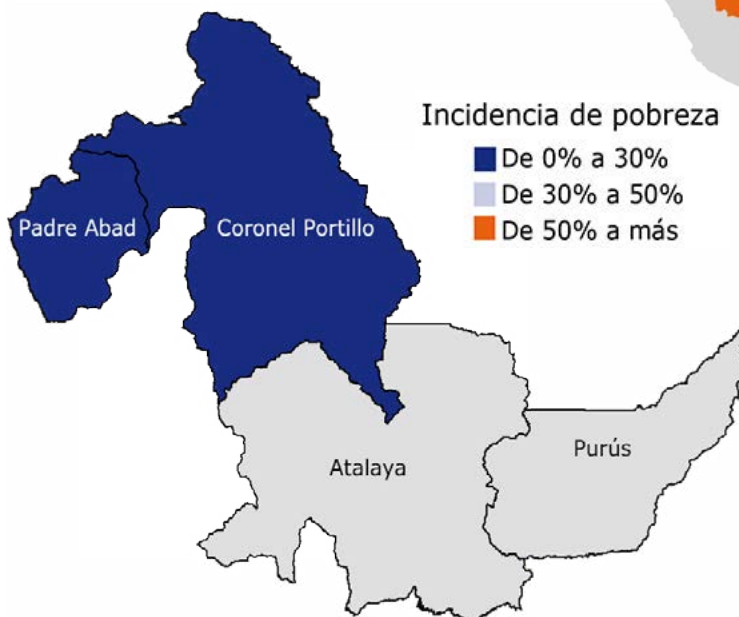 Incidencia de pobreza
De 0% a 30%
De 30% a 50%
De 50% a más
Padre Abad
Coronel Portillo
Atalaya
Purús